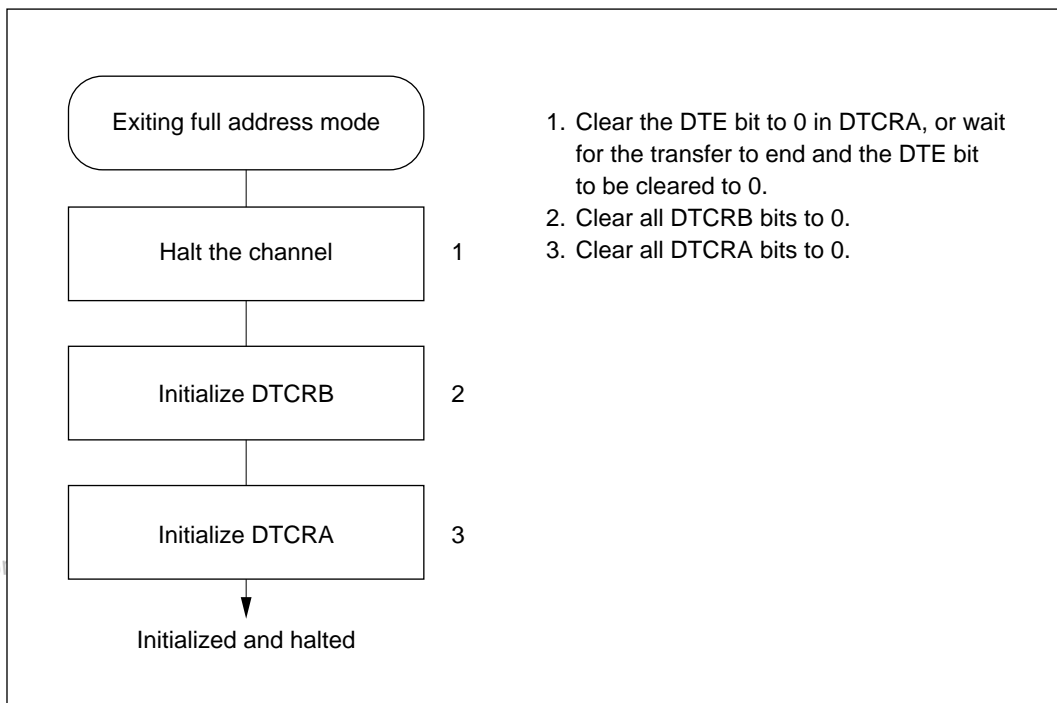 Exiting full address mode
Halt the channel 1
Initialize DTCRB 2
Initialize DTCRA 3
Initialized and halted
1. Clear the DTE bit to 0 in DTCRA, or wait
for the transfer to end and the DTE bit
to be cleared to 0.
2. Clear all DTCRB bits to 0.
3. Clear all DTCRA bits to 0.